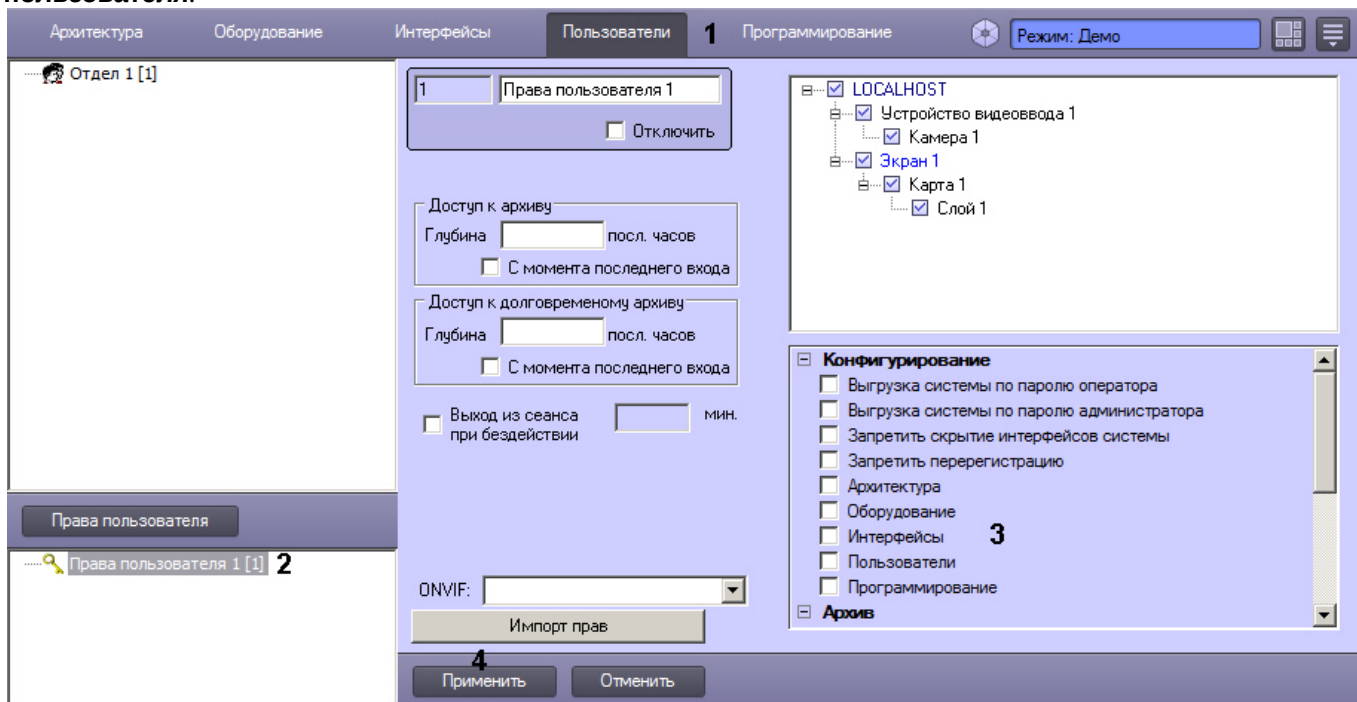 пользователя.
Архитектура Оборудование Интерфейсы Пользователи 1 Программирование Режим: Демо
Отдел 1 [1]
1 Права пользователя 1
Отключить
Доступ к архиву
Глубина посл. часов
С момента последнего входа
Доступ к долговременому архиву
Глубина посл. часов
С момента последнего входа
Выход из сеанса
при бездействии
мин.
LOCALHOST
Устройство видеоввода 1
Камера 1
Экран 1
Карта 1
Слой 1
Конфигурирование
Выгрузка системы по паролю оператора
Выгрузка системы по паролю администратора
Запретить скрытие интерфейсов системы
Запретить перерегистрацию
Архитектура
Оборудование
Интерфейсы 3
Пользователи
Программирование
Архив
Права пользователя
Права пользователя 1 [1] 2
ONVIF:
Импорт прав
4
Применить Отменить